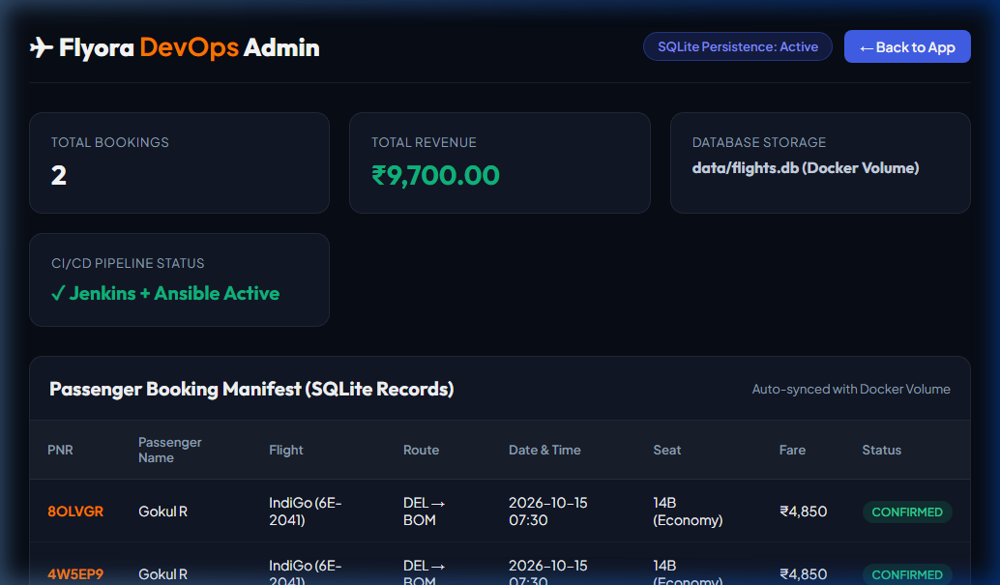 ✈ Flyora DevOps Admin
SQLite Persistence: Active
← Back to App
TOTAL BOOKINGS
2
TOTAL REVENUE
₹9,700.00
DATABASE STORAGE
data/flights.db (Docker Volume)
CI/CD PIPELINE STATUS
✓ Jenkins + Ansible Active
Passenger Booking Manifest (SQLite Records)
Auto-synced with Docker Volume
PNR Passenger Name Flight Route Date & Time Seat Fare Status
8OLVGR Gokul R IndiGo (6E-2041) DEL → BOM 2026-10-15 07:30 14B (Economy) ₹4,850 CONFIRMED
4W5EP9 Gokul R IndiGo (6E-2041) DEL → BOM 2026-10-15 07:30 14B (Economy) ₹4,850 CONFIRMED